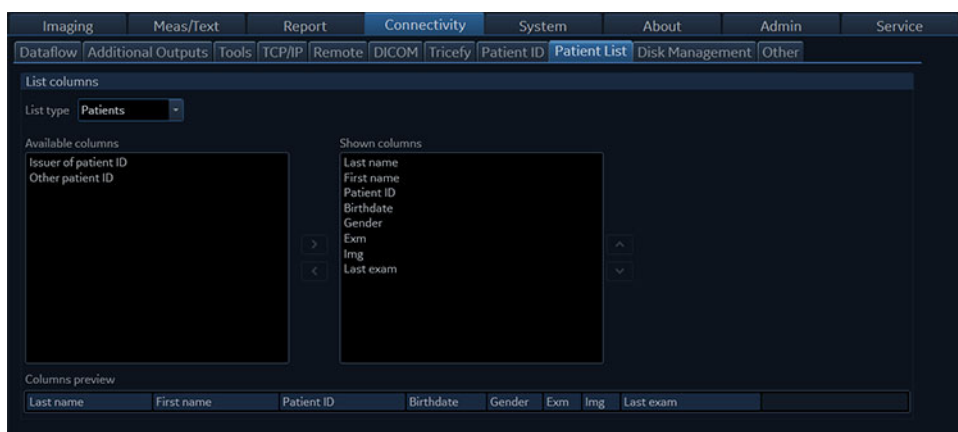 Imaging Meas/Text Report Connectivity System About Admin Service
Dataflow Additional Outputs Tools TCP/IP Remote DICOM Tricefy Patient ID Patient List Disk Management Other
List columns
List type Patients
Available columns Shown columns
Issuer of patient ID Last name
Other patient ID First name
Patient ID
Birthdate
Gender
Exm
Img
Last exam
Columns preview
Last name First name Patient ID Birthdate Gender Exm Img Last exam